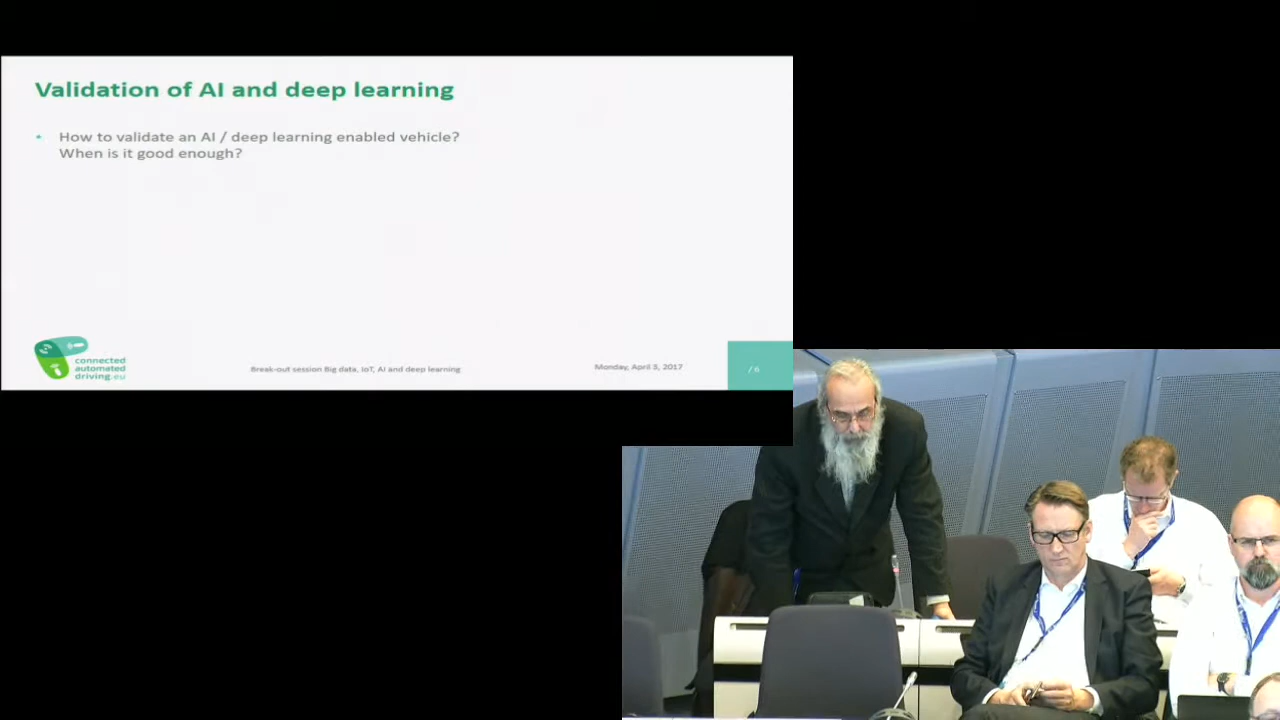 Validation of AI and deep learning
• How to validate an AI / deep learning enabled vehicle?
When is it good enough?
connected
automated
driving.eu
Break-out session Big data, IoT, AI and deep learning
Monday, April 3, 2017
/ 6